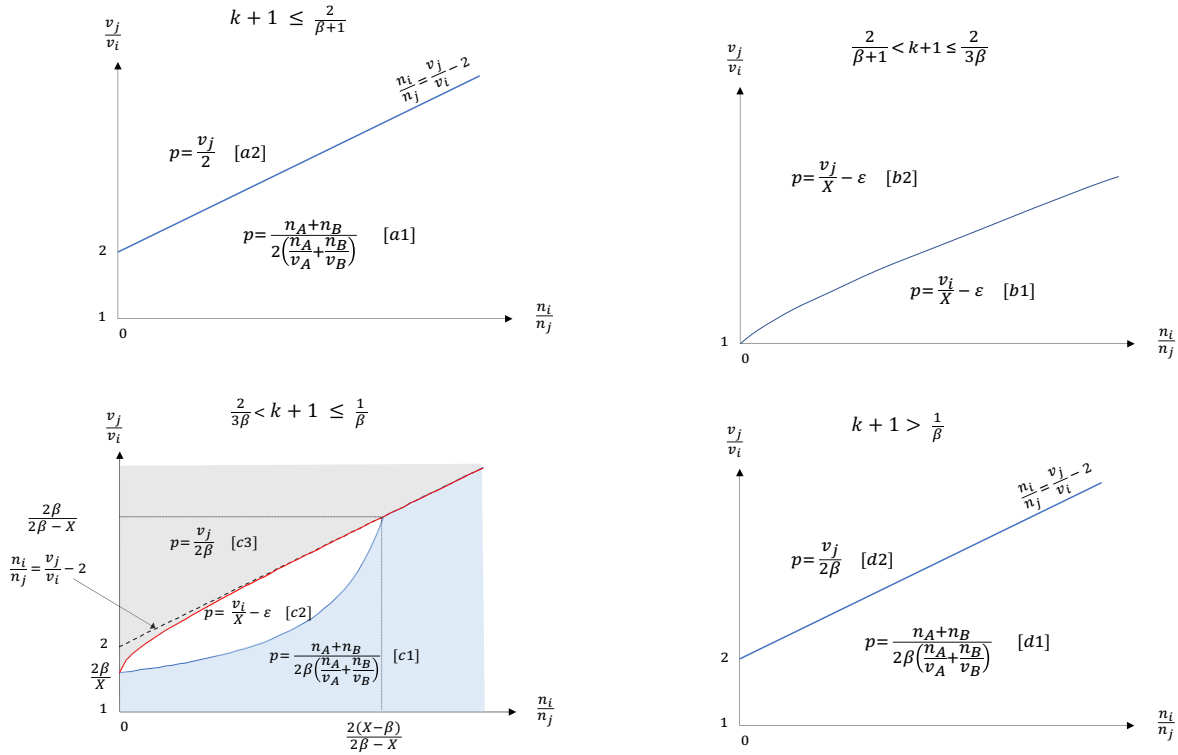 k + 1 ≤ 2/(β+1)
v_j/v_i
n_i/n_j = v_j/v_i − 2
p = v_j/2 [a2]
p = (n_A+n_B)/(2(n_A/v_A + n_B/v_B)) [a1]
2
1
0
n_i/n_j
2/(β+1) < k+1 ≤ 2/(3β)
v_j/v_i
p = v_j/X − ε [b2]
p = v_i/X − ε [b1]
1
0
n_i/n_j
2/(3β) < k + 1 ≤ 1/β
v_j/v_i
2β/(2β − X)
p = v_j/(2β) [c3]
n_i/n_j = v_j/v_i − 2
p = v_i/X − ε [c2]
2
p = (n_A+n_B)/(2β(n_A/v_A + n_B/v_B)) [c1]
2β/X
1
0
2(X−β)/(2β − X)
n_i/n_j
k + 1 > 1/β
v_j/v_i
n_i/n_j = v_j/v_i − 2
p = v_j/(2β) [d2]
p = (n_A+n_B)/(2β(n_A/v_A + n_B/v_B)) [d1]
2
1
0
n_i/n_j